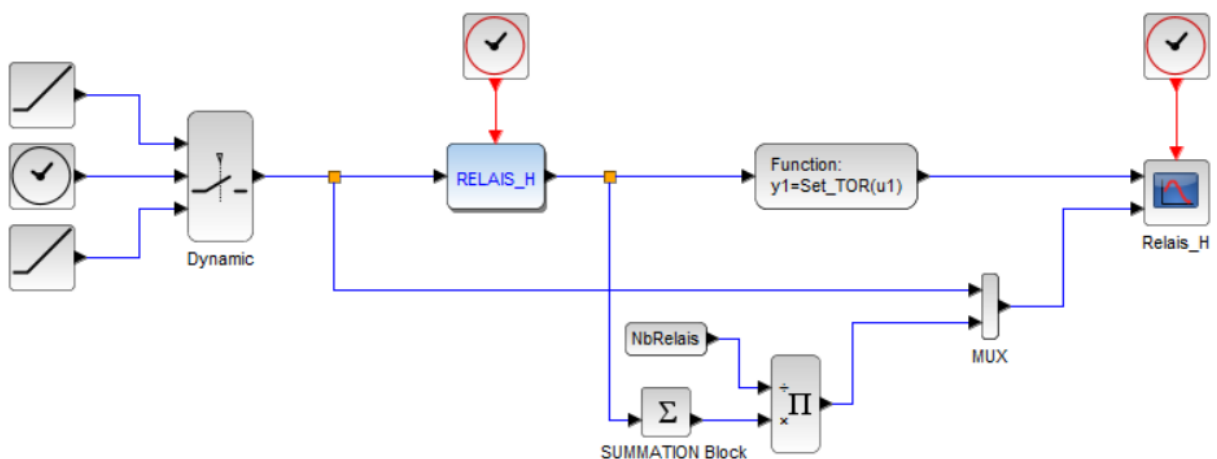 Dynamic
RELAIS_H
Function:
y1=Set_TOR(u1)
Relais_H
NbRelais
MUX
÷
×
Π
Σ
SUMMATION Block